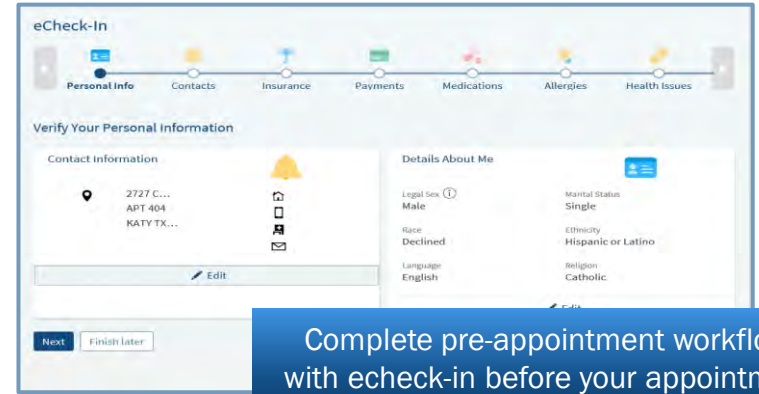 eCheck-In
Personal Info Contacts Insurance Payments Medications Allergies Health Issues
Verify Your Personal Information
Contact Information
2727 C...
APT 404
KATY TX...
Edit
Details About Me
Legal Sex Marital Status
Male Single
Race Ethnicity
Declined Hispanic or Latino
Language Religion
English Catholic
Edit
Next Finish later
Complete pre-appointment
with echeck-in before your